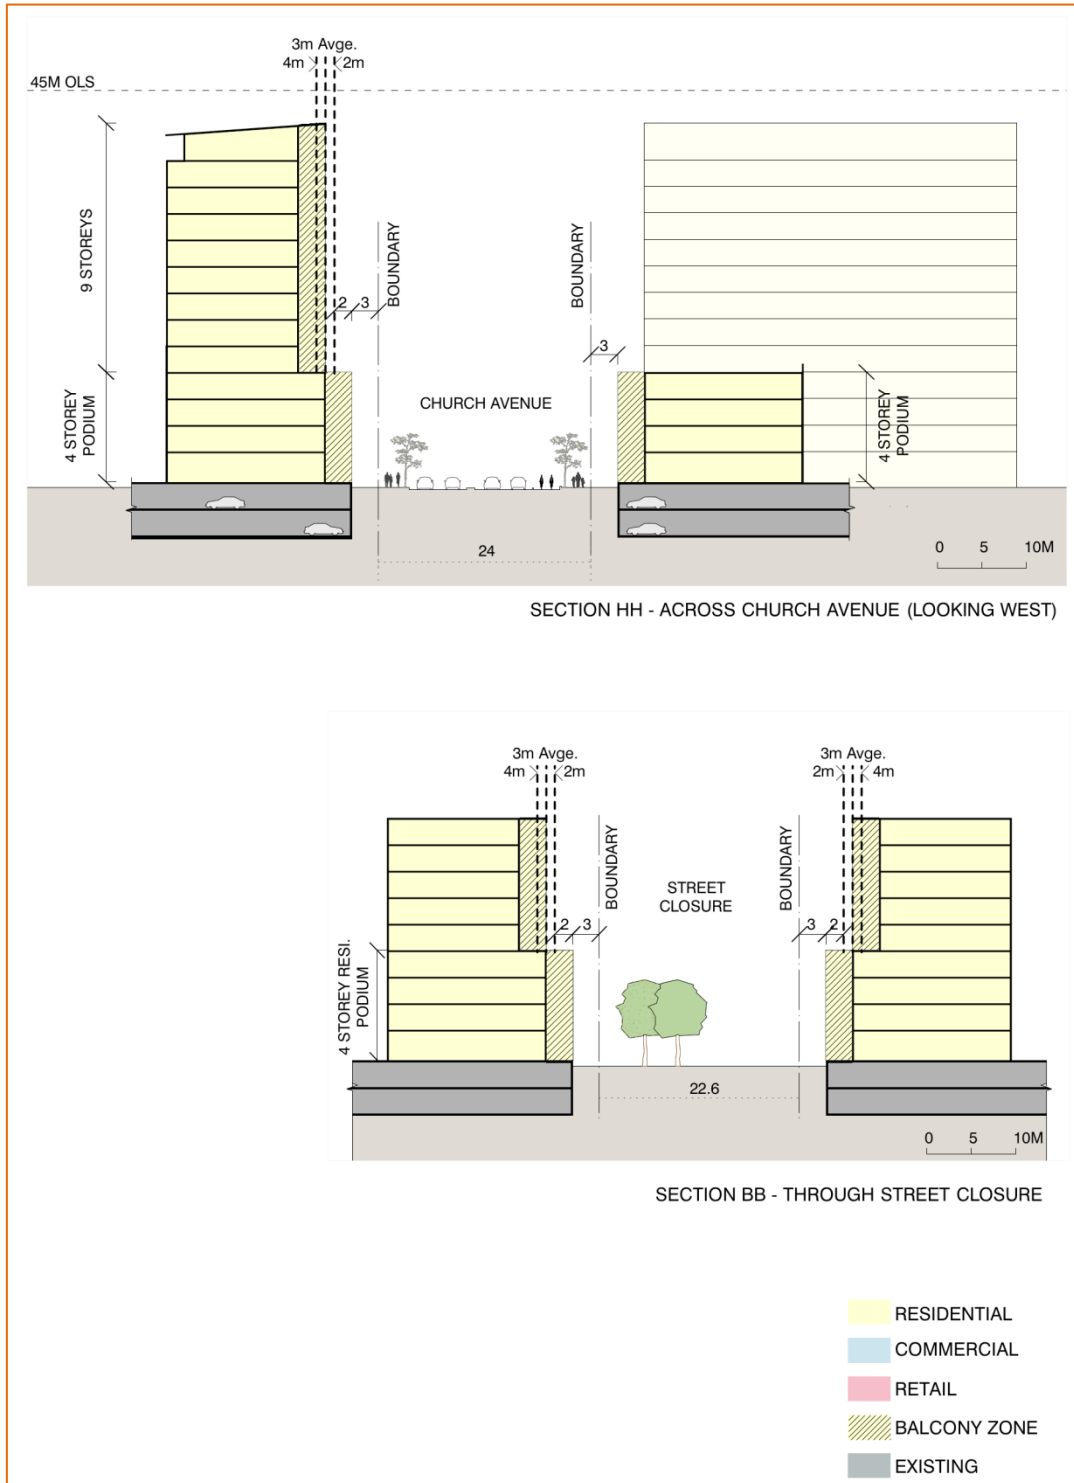 3m Avge.
4m 2m
45M OLS
9 STOREYS
BOUNDARY
BOUNDARY
2 3
3
4 STOREY
PODIUM
CHURCH AVENUE
4 STOREY
PODIUM
24
0 5 10M
SECTION HH - ACROSS CHURCH AVENUE (LOOKING WEST)
3m Avge.
4m 2m
3m Avge.
2m 4m
BOUNDARY
BOUNDARY
STREET
CLOSURE
2 3
3 2
4 STOREY RESI.
PODIUM
22.6
0 5 10M
SECTION BB - THROUGH STREET CLOSURE
RESIDENTIAL
COMMERCIAL
RETAIL
BALCONY ZONE
EXISTING